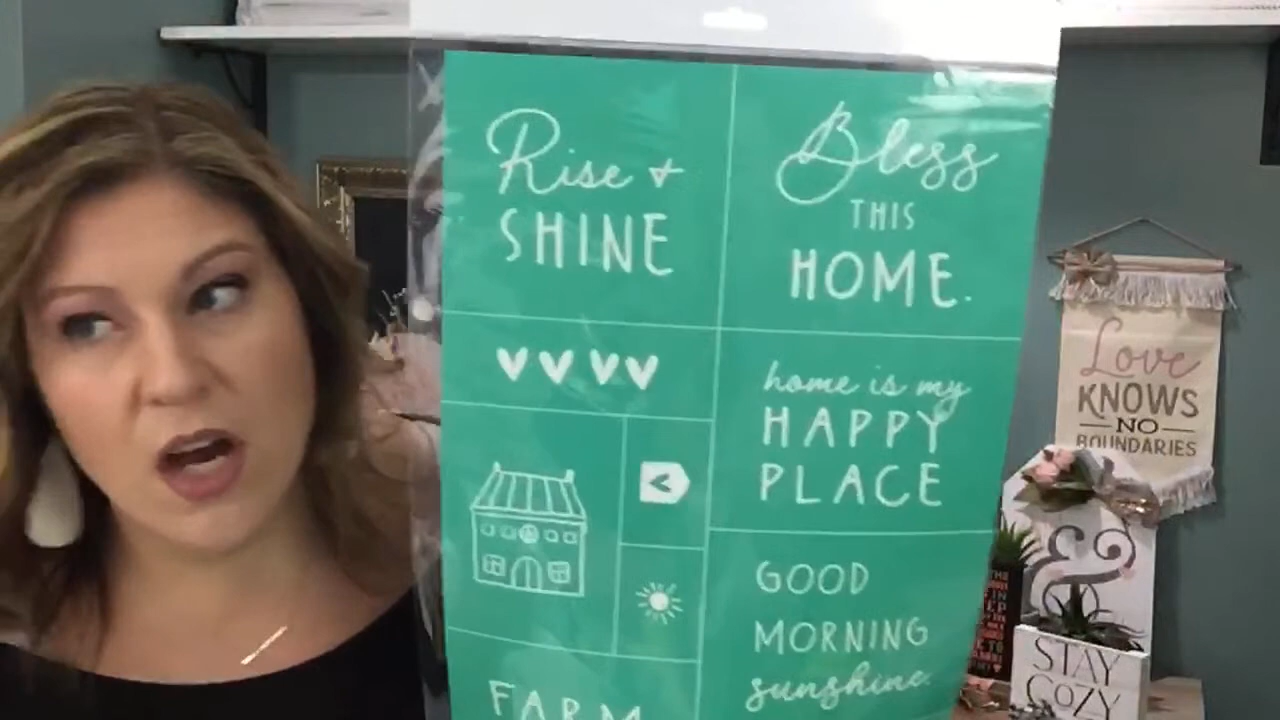 Rise +
SHINE
Bless
THIS
HOME.
home is my
HAPPY
PLACE
<
GOOD
MORNING
sunshine.
FARM
Love
KNOWS
NO
BOUNDARIES
&
STAY
COZY